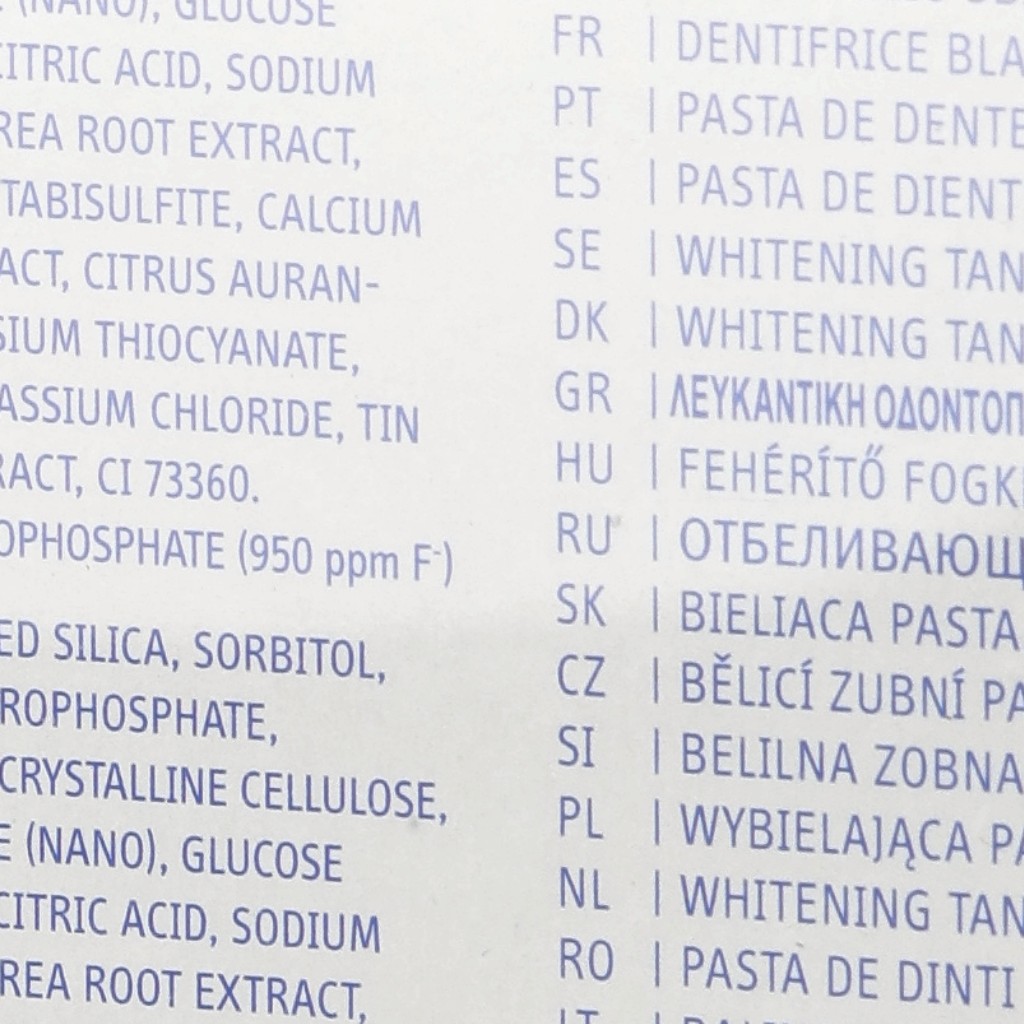 (NANO), GLUCOSE
CITRIC ACID, SODIUM
REA ROOT EXTRACT,
TABISULFITE, CALCIUM
ACT, CITRUS AURAN-
SIUM THIOCYANATE,
ASSIUM CHLORIDE, TIN
RACT, CI 73360.
OPHOSPHATE (950 ppm F-)
ED SILICA, SORBITOL,
ROPHOSPHATE,
CRYSTALLINE CELLULOSE,
E (NANO), GLUCOSE
CITRIC ACID, SODIUM
REA ROOT EXTRACT,
FR | DENTIFRICE BLA
PT | PASTA DE DENTE
ES | PASTA DE DIENT
SE | WHITENING TAN
DK | WHITENING TAN
GR | ΛΕΥΚΑΝΤΙΚΗ ΟΔΟΝΤΟΠ
HU | FEHÉRÍTŐ FOGK
RU | ОТБЕЛИВАЮЩ
SK | BIELIACA PASTA
CZ | BĚLICÍ ZUBNÍ PA
SI | BELILNA ZOBNA
PL | WYBIELAJĄCA PA
NL | WHITENING TAN
RO | PASTĂ DE DINTI